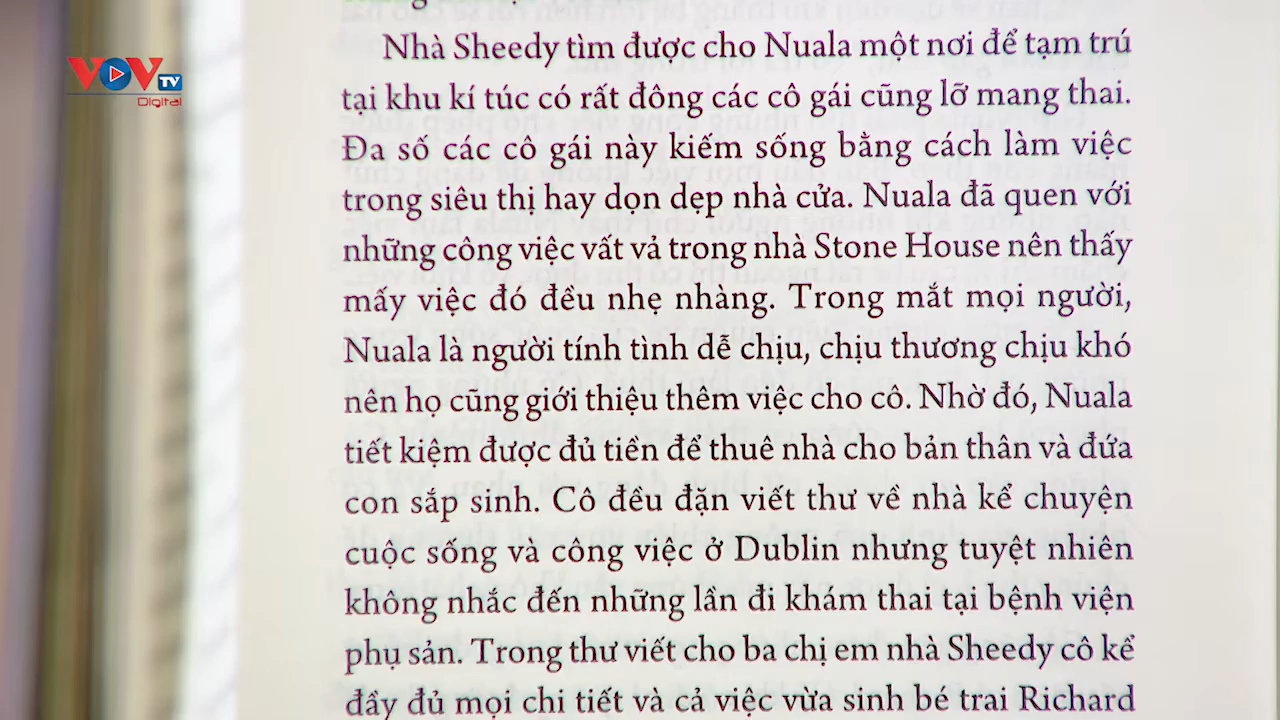 VOVTV
Digital
Nhà Sheedy tìm được cho Nuala một nơi để tạm trú
tại khu kí túc có rất đông các cô gái cũng lỡ mang thai.
Đa số các cô gái này kiếm sống bằng cách làm việc
trong siêu thị hay dọn dẹp nhà cửa. Nuala đã quen với
những công việc vất vả trong nhà Stone House nên thấy
mấy việc đó đều nhẹ nhàng. Trong mắt mọi người,
Nuala là người tính tình dễ chịu, chịu thương chịu khó
nên họ cũng giới thiệu thêm việc cho cô. Nhờ đó, Nuala
tiết kiệm được đủ tiền để thuê nhà cho bản thân và đứa
con sắp sinh. Cô đều đặn viết thư về nhà kể chuyện
cuộc sống và công việc ở Dublin nhưng tuyệt nhiên
không nhắc đến những lần đi khám thai tại bệnh viện
phụ sản. Trong thư viết cho ba chị em nhà Sheedy cô kể
đầy đủ mọi chi tiết và cả việc vừa sinh bé trai Richard